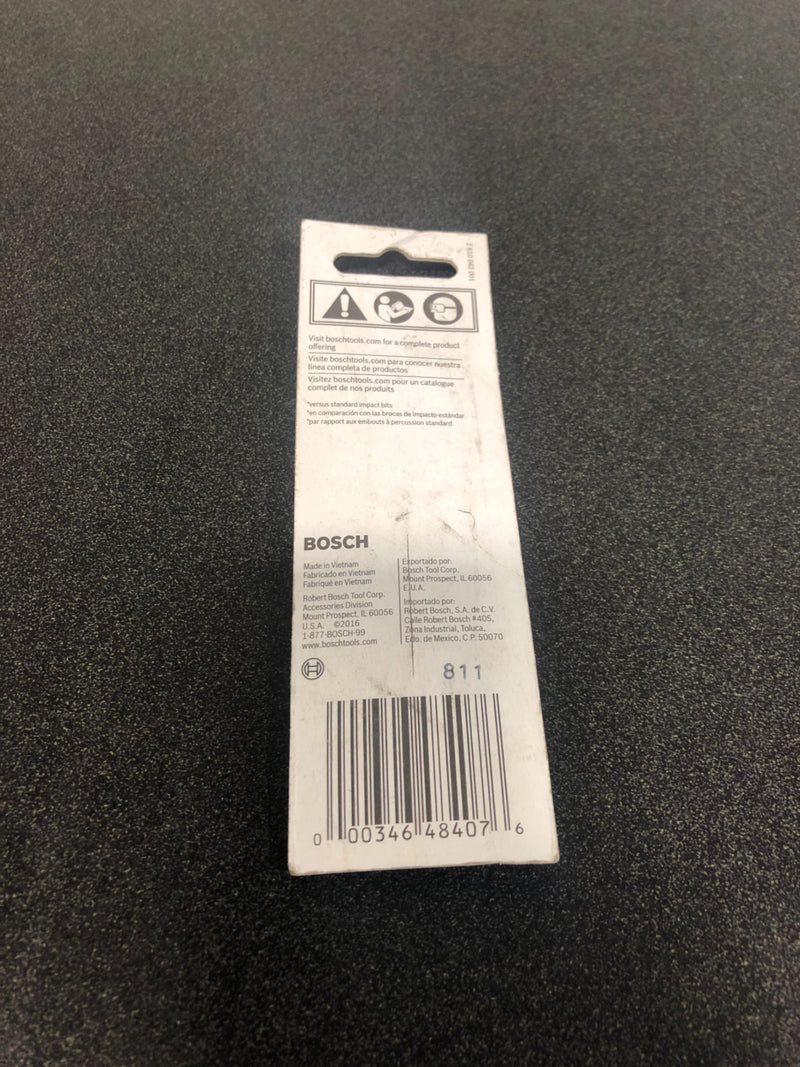 2 610 042 001
Visit boschtools.com for a complete product
offering
Visite boschtools.com para conocer nuestra
línea completa de productos
Visitez boschtools.com pour un catalogue
complet de nos produits
*versus standard impact bits
*en comparación con las brocas de impacto estándar
*par rapport aux embouts à percussion standard
BOSCH
Made in Vietnam
Fabricado en Vietnam
Fabriqué en Vietnam
Robert Bosch Tool Corp.
Accessories Division
Mount Prospect, IL 60056
U.S.A. ©2016
1-877-BOSCH-99
www.boschtools.com
Exportado por:
Bosch Tool Corp.
Mount Prospect, IL 60056
E.U.A.
Importado por:
Robert Bosch, S.A. de C.V.
Calle Robert Bosch #405,
Zona Industrial, Toluca,
Edo. de Mexico, C.P. 50070
811
0 00346 48407 6